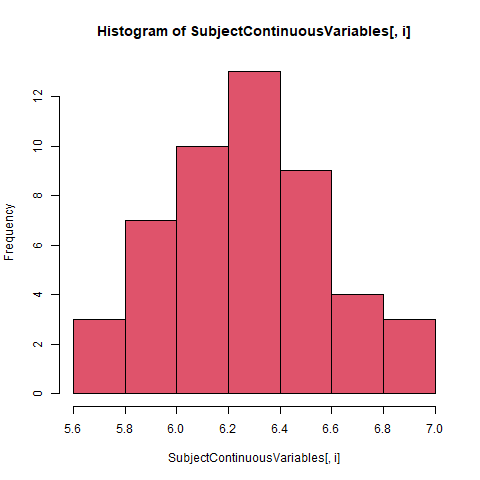 Histogram of SubjectContinuousVariables[, i]
Frequency
12
10
8
6
4
2
0
5.6 5.8 6.0 6.2 6.4 6.6 6.8 7.0
SubjectContinuousVariables[, i]